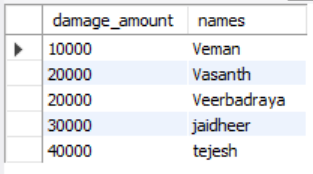 damage_amount names
10000 Veman
20000 Vasanth
20000 Veerbadraya
30000 jaidheer
40000 tejesh